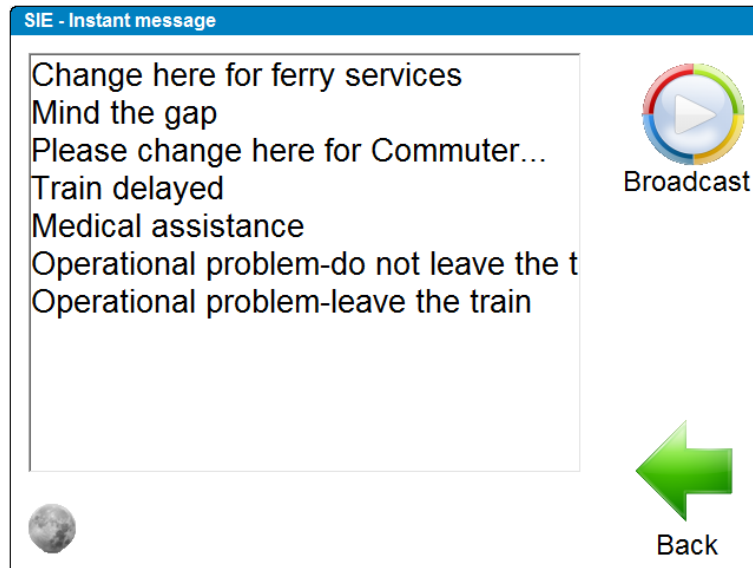 SIE - Instant message
Change here for ferry services
Mind the gap
Please change here for Commuter...
Train delayed
Medical assistance
Operational problem-do not leave the t
Operational problem-leave the train
Broadcast
Back